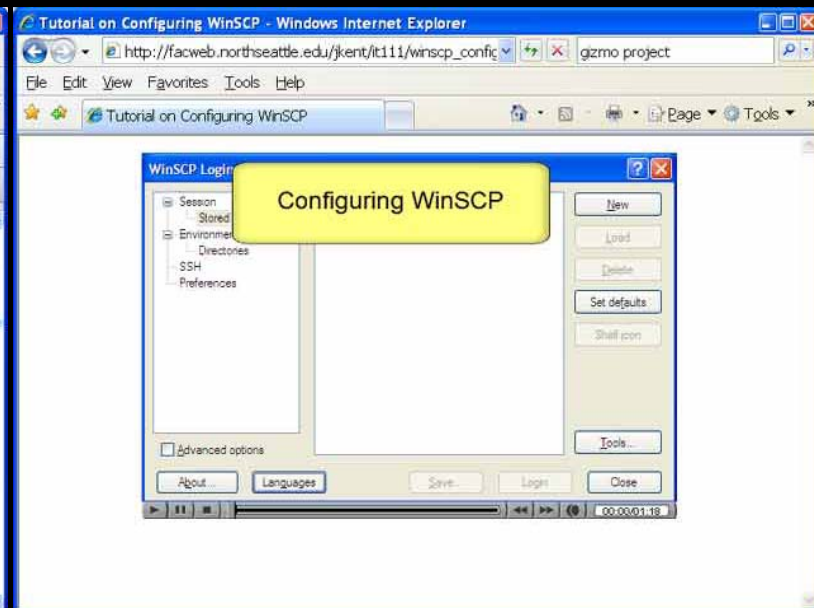 Tutorial on Configuring WinSCP - Windows Internet Explorer
http://facweb.northseattle.edu/jkent/it111/winscp_config
gizmo project
File Edit View Favorites Tools Help
Tutorial on Configuring WinSCP
Page Tools
WinSCP Login
Configuring WinSCP
Session
Stored
Environme
Directories
SSH
Preferences
New
Load
Delete
Set defaults
Shell icon
Tools...
Advanced options
About...
Languages
Save...
Login
Close
00:00/01:18